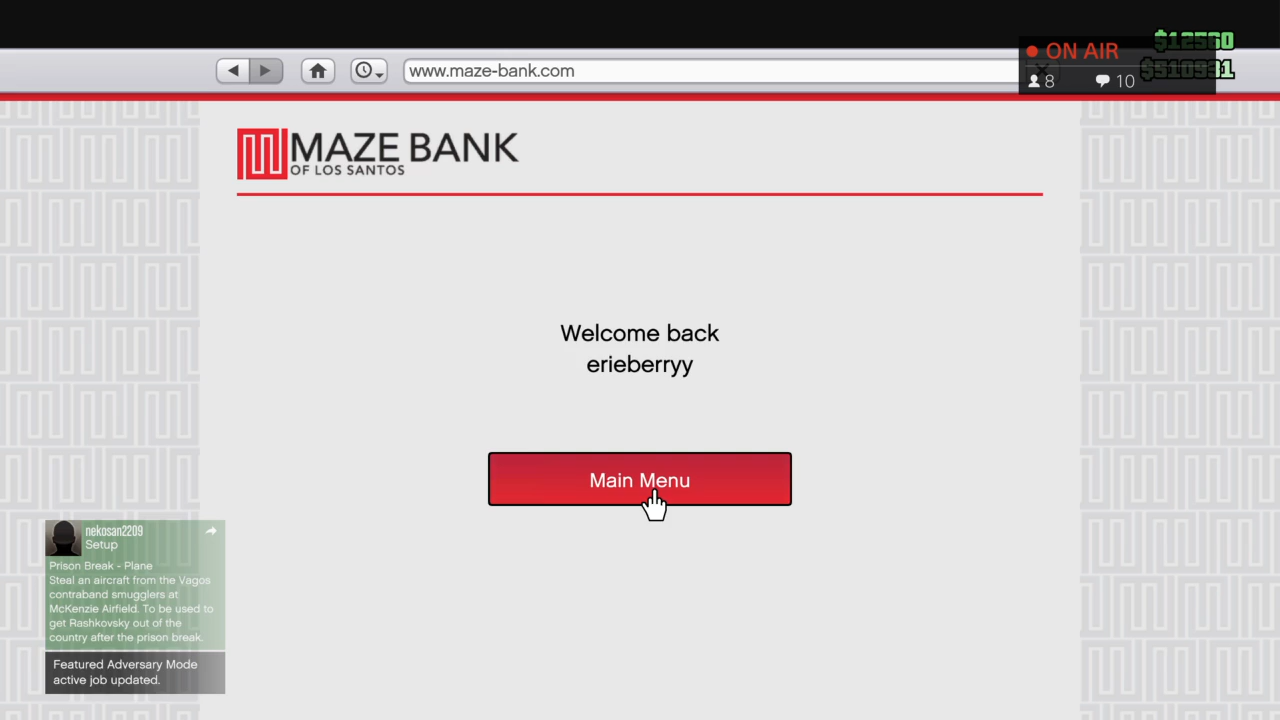 www.maze-bank.com
ON AIR
8
10
$12560
$510931
MAZE BANK
OF LOS SANTOS
Welcome back
erieberryy
Main Menu
nekosan2209
Setup
Prison Break - Plane
Steal an aircraft from the Vagos
contraband smugglers at
McKenzie Airfield. To be used to
get Rashkovsky out of the
country after the prison break.
Featured Adversary Mode
active job updated.